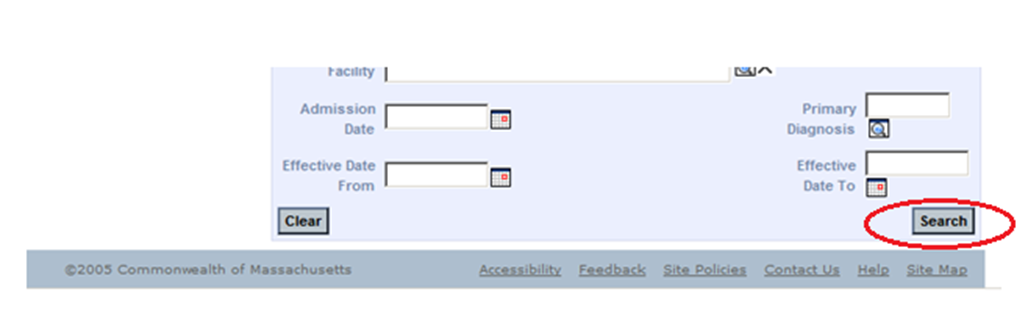 Facility
Admission Date
Primary Diagnosis
Effective Date From
Effective Date To
Clear
Search
©2005 Commonwealth of Massachusetts
Accessibility Feedback Site Policies Contact Us Help Site Map